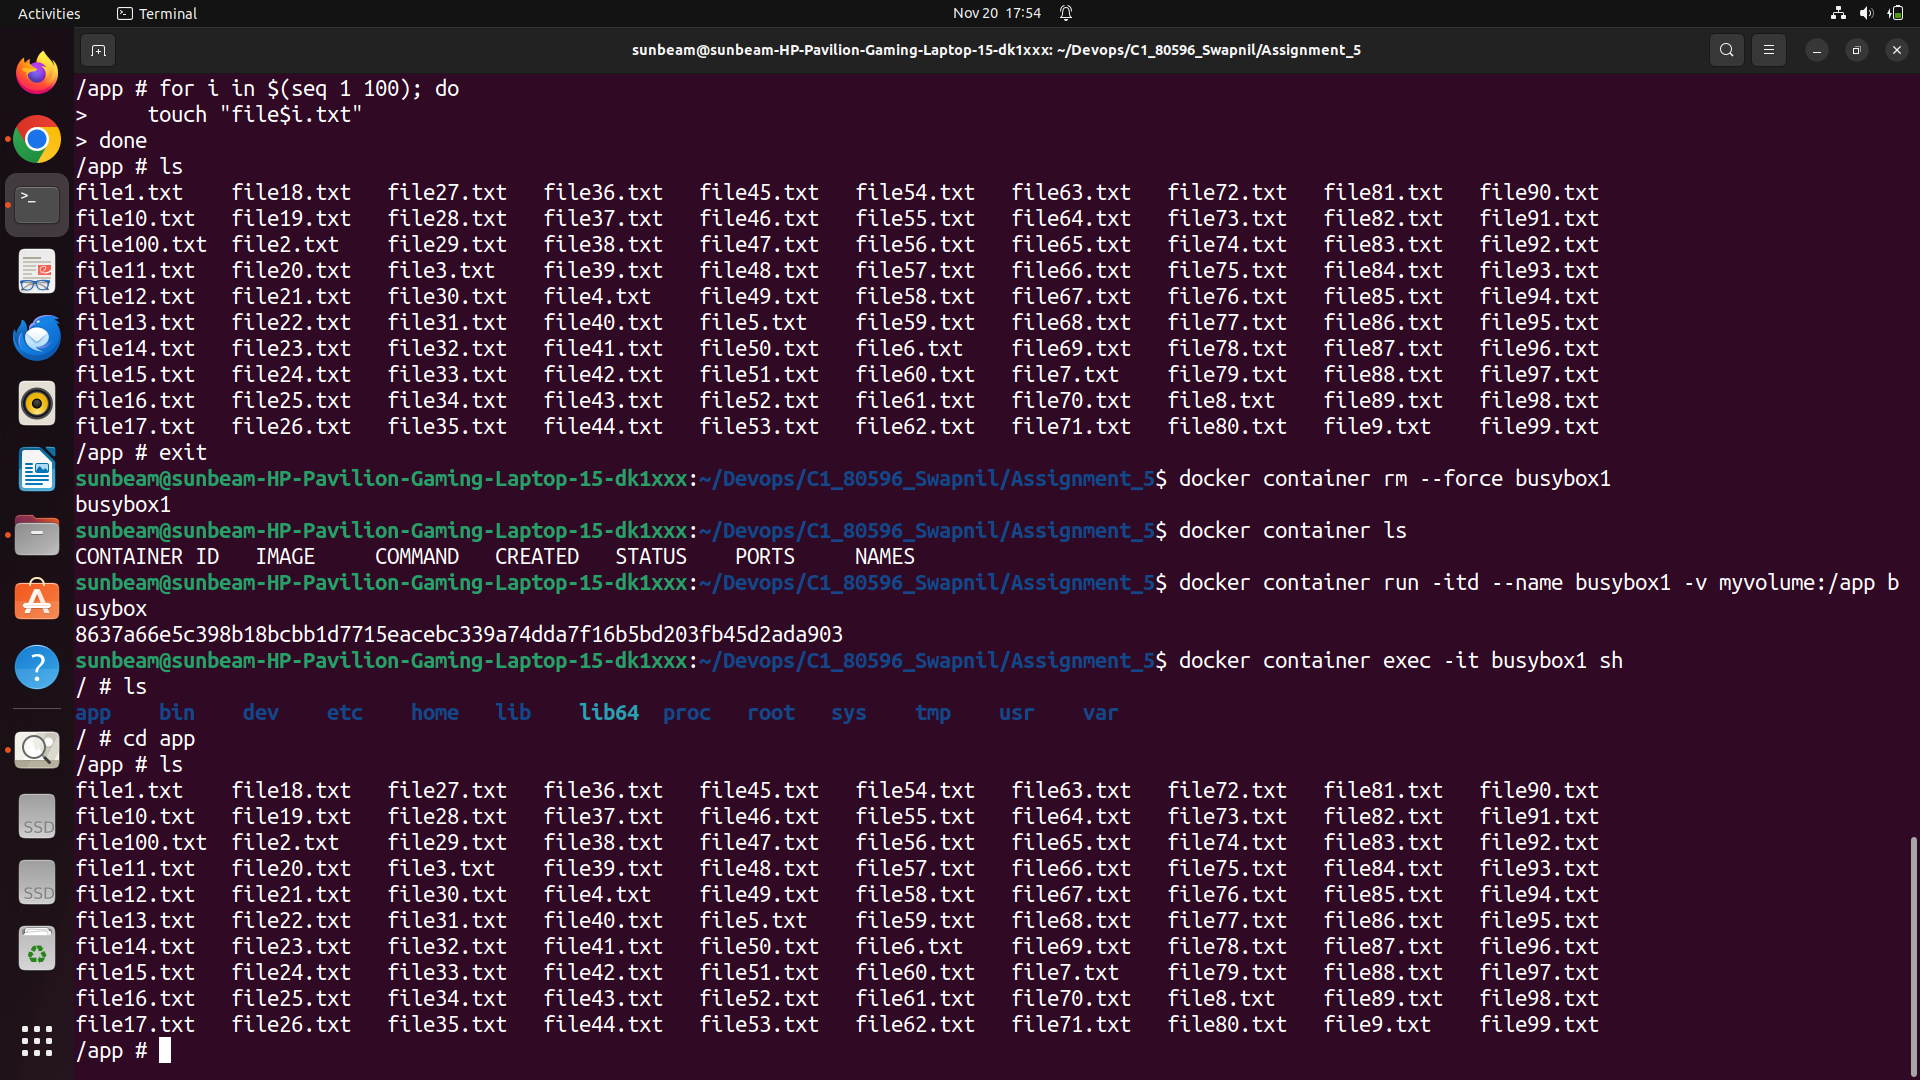 Activities Terminal Nov 20 17:54
sunbeam@sunbeam-HP-Pavilion-Gaming-Laptop-15-dk1xxx: ~/Devops/C1_80596_Swapnil/Assignment_5
/app # for i in $(seq 1 100); do
>     touch "file$i.txt"
> done
/app # ls
file1.txt    file18.txt   file27.txt   file36.txt   file45.txt   file54.txt   file63.txt   file72.txt   file81.txt   file90.txt
file10.txt   file19.txt   file28.txt   file37.txt   file46.txt   file55.txt   file64.txt   file73.txt   file82.txt   file91.txt
file100.txt  file2.txt    file29.txt   file38.txt   file47.txt   file56.txt   file65.txt   file74.txt   file83.txt   file92.txt
file11.txt   file20.txt   file3.txt    file39.txt   file48.txt   file57.txt   file66.txt   file75.txt   file84.txt   file93.txt
file12.txt   file21.txt   file30.txt   file4.txt    file49.txt   file58.txt   file67.txt   file76.txt   file85.txt   file94.txt
file13.txt   file22.txt   file31.txt   file40.txt   file5.txt    file59.txt   file68.txt   file77.txt   file86.txt   file95.txt
file14.txt   file23.txt   file32.txt   file41.txt   file50.txt   file6.txt    file69.txt   file78.txt   file87.txt   file96.txt
file15.txt   file24.txt   file33.txt   file42.txt   file51.txt   file60.txt   file7.txt    file79.txt   file88.txt   file97.txt
file16.txt   file25.txt   file34.txt   file43.txt   file52.txt   file61.txt   file70.txt   file8.txt    file89.txt   file98.txt
file17.txt   file26.txt   file35.txt   file44.txt   file53.txt   file62.txt   file71.txt   file80.txt   file9.txt    file99.txt
/app # exit
sunbeam@sunbeam-HP-Pavilion-Gaming-Laptop-15-dk1xxx:~/Devops/C1_80596_Swapnil/Assignment_5$ docker container rm --force busybox1
busybox1
sunbeam@sunbeam-HP-Pavilion-Gaming-Laptop-15-dk1xxx:~/Devops/C1_80596_Swapnil/Assignment_5$ docker container ls
CONTAINER ID   IMAGE     COMMAND   CREATED   STATUS    PORTS     NAMES
sunbeam@sunbeam-HP-Pavilion-Gaming-Laptop-15-dk1xxx:~/Devops/C1_80596_Swapnil/Assignment_5$ docker container run -itd --name busybox1 -v myvolume:/app b
usybox
8637a66e5c398b18bcbb1d7715eacebc339a74dda7f16b5bd203fb45d2ada903
sunbeam@sunbeam-HP-Pavilion-Gaming-Laptop-15-dk1xxx:~/Devops/C1_80596_Swapnil/Assignment_5$ docker container exec -it busybox1 sh
/ # ls
app    bin    dev    etc    home   lib    lib64  proc   root   sys    tmp    usr    var
/ # cd app
/app # ls
file1.txt    file18.txt   file27.txt   file36.txt   file45.txt   file54.txt   file63.txt   file72.txt   file81.txt   file90.txt
file10.txt   file19.txt   file28.txt   file37.txt   file46.txt   file55.txt   file64.txt   file73.txt   file82.txt   file91.txt
file100.txt  file2.txt    file29.txt   file38.txt   file47.txt   file56.txt   file65.txt   file74.txt   file83.txt   file92.txt
file11.txt   file20.txt   file3.txt    file39.txt   file48.txt   file57.txt   file66.txt   file75.txt   file84.txt   file93.txt
file12.txt   file21.txt   file30.txt   file4.txt    file49.txt   file58.txt   file67.txt   file76.txt   file85.txt   file94.txt
file13.txt   file22.txt   file31.txt   file40.txt   file5.txt    file59.txt   file68.txt   file77.txt   file86.txt   file95.txt
file14.txt   file23.txt   file32.txt   file41.txt   file50.txt   file6.txt    file69.txt   file78.txt   file87.txt   file96.txt
file15.txt   file24.txt   file33.txt   file42.txt   file51.txt   file60.txt   file7.txt    file79.txt   file88.txt   file97.txt
file16.txt   file25.txt   file34.txt   file43.txt   file52.txt   file61.txt   file70.txt   file8.txt    file89.txt   file98.txt
file17.txt   file26.txt   file35.txt   file44.txt   file53.txt   file62.txt   file71.txt   file80.txt   file9.txt    file99.txt
/app #
SSD
SSD